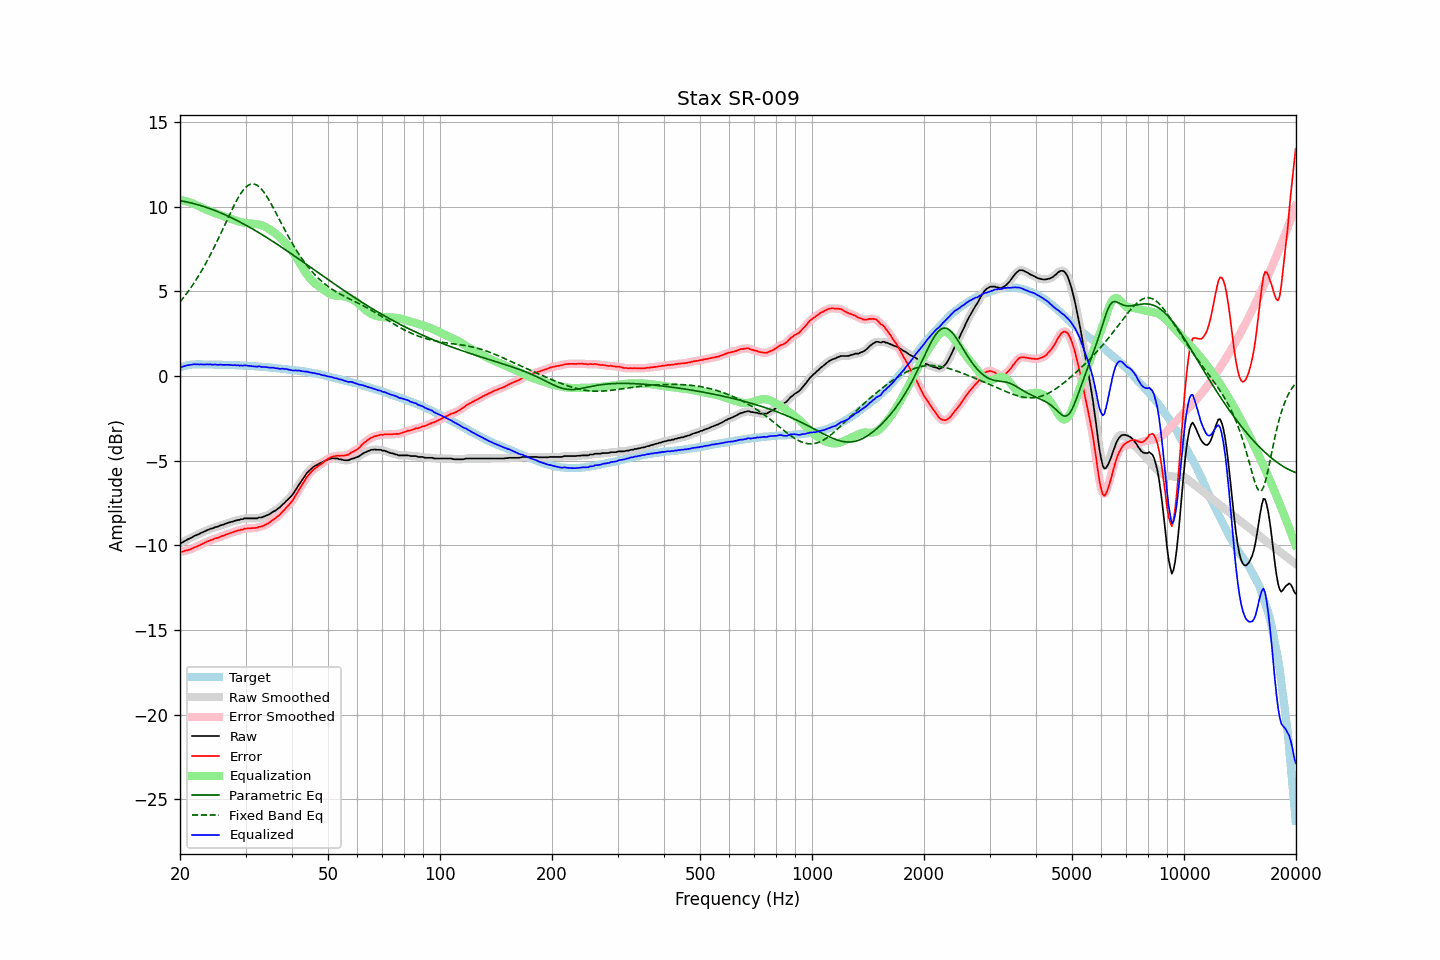 Stax SR-009
15
10
5
0
−5
−10
−15
−20
−25
Amplitude (dBr)
Target
Raw Smoothed
Error Smoothed
Raw
Error
Equalization
Parametric Eq
Fixed Band Eq
Equalized
20 50 100 200 500 1000 2000 5000 10000 20000
Frequency (Hz)